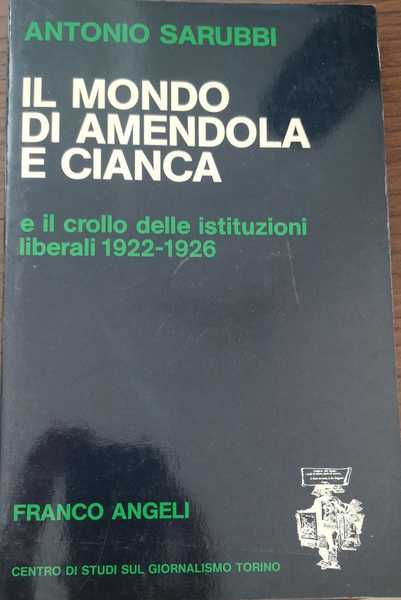 ANTONIO SARUBBI
IL MONDO
DI AMENDOLA
E CIANCA
e il crollo delle istituzioni
liberali 1922-1926
FRANCO ANGELI
CENTRO DI STUDI SUL GIORNALISMO TORINO